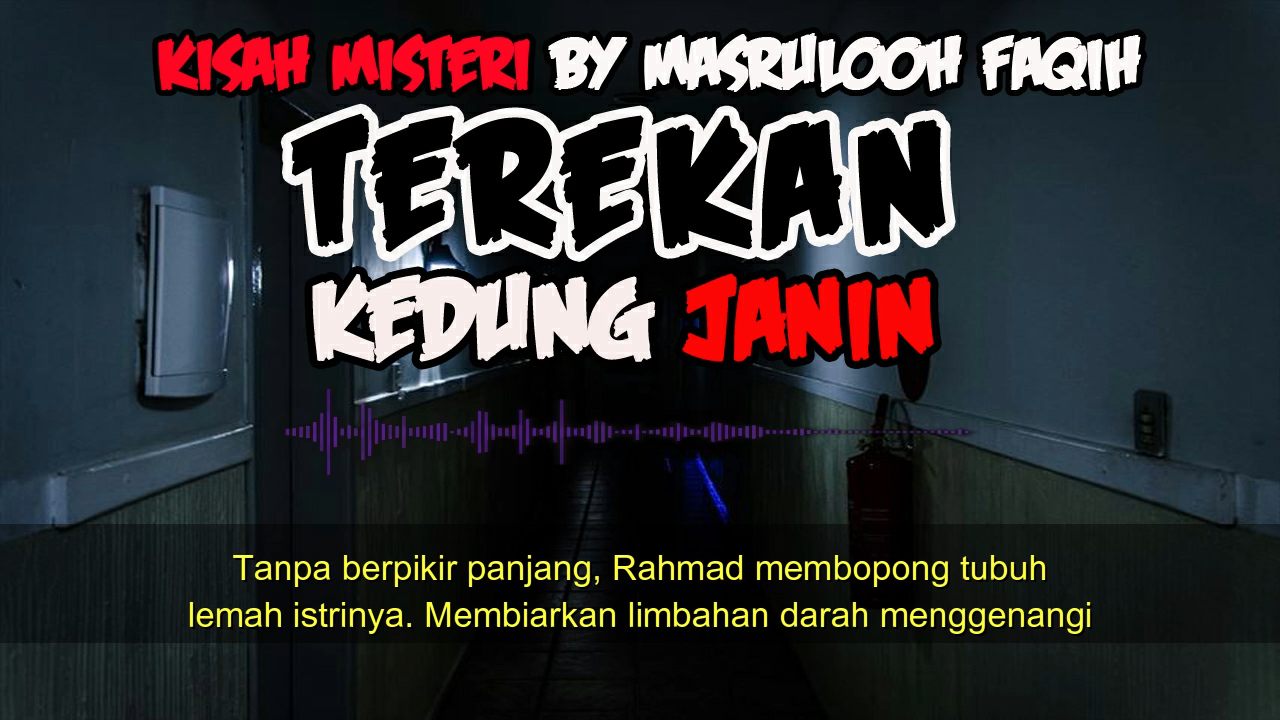 KISAH MISTERI BY MASRULOOH FAQIH
TEREKAN
KEDUNG JANIN
Tanpa berpikir panjang, Rahmad membopong tubuh
lemah istrinya. Membiarkan limbahan darah menggenangi